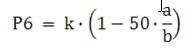 P6 = k·(1 − 50·a/b)